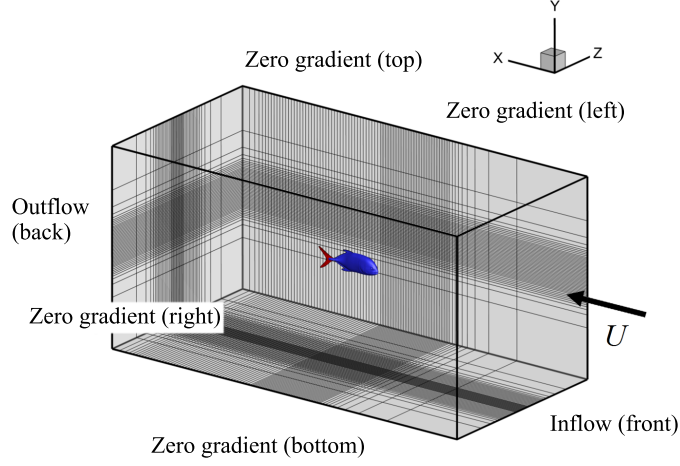 Y
X
Z
Zero gradient (top)
Zero gradient (left)
Outflow
(back)
Zero gradient (right)
U
Inflow (front)
Zero gradient (bottom)